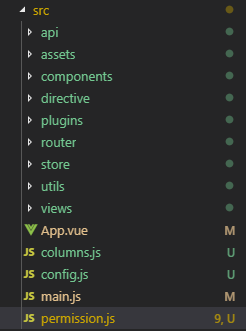 src
api
assets
components
directive
plugins
router
store
utils
views
App.vue M
JS columns.js U
JS config.js U
JS main.js M
JS permission.js 9, U